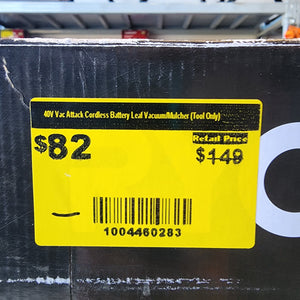 40V Vac Attack Cordless Battery Leaf Vacuum/Mulcher (Tool Only)
$82
Retail Price
$149
1004460283